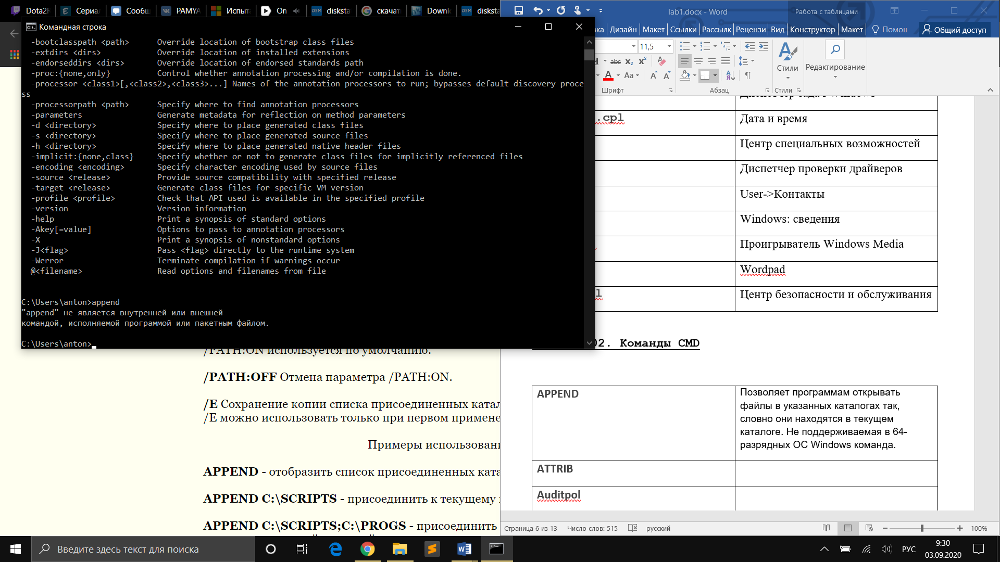 Dota2F
Сериа
Сообщ
PAMYA
Испыт
On
disksta
скачат
Downl
diskst
lab1.docx - Word
Работа с таблицами
Командная строка
ка
Дизайн
Макет
Ссылки
Рассылк
Рецензи
Вид
Конструктор
Макет
Помощ
Общий доступ
11,5
Стили
Редактирование
Шрифт
Абзац
Стили
-bootclasspath <path> Override location of bootstrap class files
-extdirs <dirs> Override location of installed extensions
-endorseddirs <dirs> Override location of endorsed standards path
-proc:{none,only} Control whether annotation processing and/or compilation is done.
-processor <class1>[,<class2>,<class3>...] Names of the annotation processors to run; bypasses default discovery proce
ss
-processorpath <path> Specify where to find annotation processors
-parameters Generate metadata for reflection on method parameters
-d <directory> Specify where to place generated class files
-s <directory> Specify where to place generated source files
-h <directory> Specify where to place generated native header files
-implicit:{none,class} Specify whether or not to generate class files for implicitly referenced files
-encoding <encoding> Specify character encoding used by source files
-source <release> Provide source compatibility with specified release
-target <release> Generate class files for specific VM version
-profile <profile> Check that API used is available in the specified profile
-version Version information
-help Print a synopsis of standard options
-Akey[=value] Options to pass to annotation processors
-X Print a synopsis of nonstandard options
-J<flag> Pass <flag> directly to the runtime system
-Werror Terminate compilation if warnings occur
@<filename> Read options and filenames from file
C:\Users\anton>append
"append" не является внутренней или внешней
командой, исполняемой программой или пакетным файлом.
C:\Users\anton>
/PATH:ON используется по умолчанию.
/PATH:OFF Отмена параметра /PATH:ON.
/E Сохранение копии списка присоединенных катал
/E можно использовать только при первом примене
Примеры использовани
APPEND - отобразить список присоединенных ката
APPEND C:\SCRIPTS - присоединить к текущему
APPEND C:\SCRIPTS;C:\PROGS - присоединить
Диспетчер задач Windows
.cpl Дата и время
Центр специальных возможностей
Диспетчер проверки драйверов
User->Контакты
Windows: сведения
Проигрыватель Windows Media
Wordpad
l Центр безопасности и обслуживания
02. Команды CMD
APPEND
Позволяет программам открывать
файлы в указанных каталогах так,
словно они находятся в текущем
каталоге. Не поддерживаемая в 64-
разрядных ОС Windows команда.
ATTRIB
Auditpol
Страница 6 из 13
Число слов: 515
русский
100%
Введите здесь текст для поиска
РУС
9:30
03.09.2020